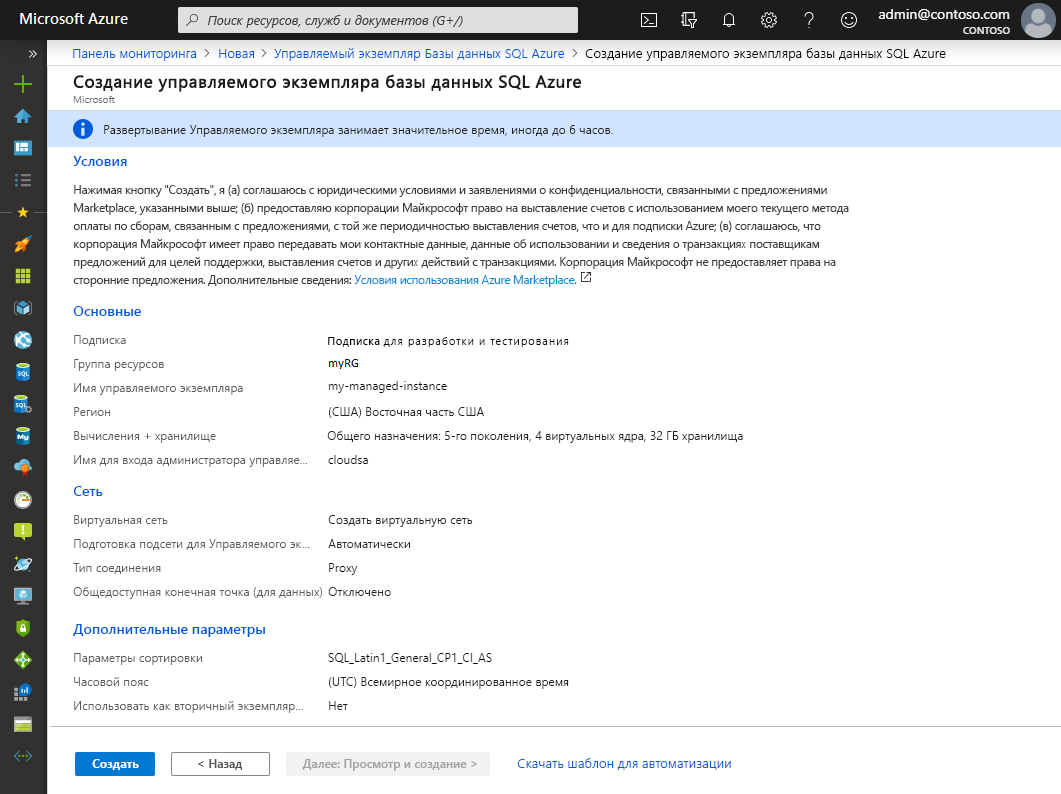 Microsoft Azure
Поиск ресурсов, служб и документов (G+/)
admin@contoso.com
CONTOSO
Панель мониторинга > Новая > Управляемый экземпляр Базы данных SQL Azure > Создание управляемого экземпляра базы данных SQL Azure
Создание управляемого экземпляра базы данных SQL Azure
Microsoft
Развертывание Управляемого экземпляра занимает значительное время, иногда до 6 часов.
Условия
Нажимая кнопку "Создать", я (а) соглашаюсь с юридическими условиями и заявлениями о конфиденциальности, связанными с предложениями
Marketplace, указанными выше; (б) предоставляю корпорации Майкрософт право на выставление счетов с использованием моего текущего метода
оплаты по сборам, связанным с предложениями, с той же периодичностью выставления счетов, что и для подписки Azure; (в) соглашаюсь, что
корпорация Майкрософт имеет право передавать мои контактные данные, данные об использовании и сведения о транзакциях поставщикам
предложений для целей поддержки, выставления счетов и других действий с транзакциями. Корпорация Майкрософт не предоставляет права на
сторонние предложения. Дополнительные сведения: Условия использования Azure Marketplace.
Основные
Подписка Подписка для разработки и тестирования
Группа ресурсов myRG
Имя управляемого экземпляра my-managed-instance
Регион (США) Восточная часть США
Вычисления + хранилище Общего назначения: 5-го поколения, 4 виртуальных ядра, 32 ГБ хранилища
Имя для входа администратора управляе... cloudsa
Сеть
Виртуальная сеть Создать виртуальную сеть
Подготовка подсети для Управляемого эк... Автоматически
Тип соединения Proxy
Общедоступная конечная точка (для данных) Отключено
Дополнительные параметры
Параметры сортировки SQL_Latin1_General_CP1_CI_AS
Часовой пояс (UTC) Всемирное координированное время
Использовать как вторичный экземпляр... Нет
Создать < Назад Далее: Просмотр и создание > Скачать шаблон для автоматизации